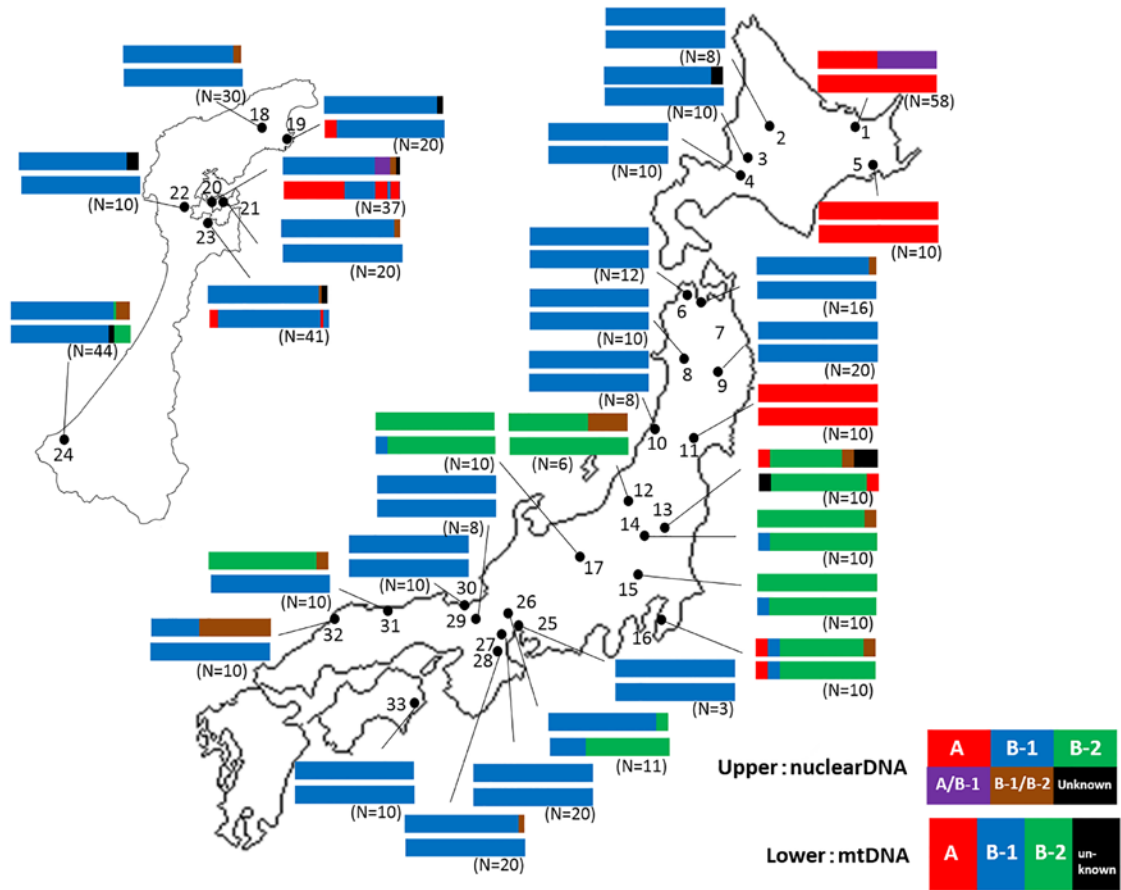 (N=8)
(N=10)
(N=58)
(N=30)
18
19
(N=20)
2
1
3
5
4
(N=10)
(N=10)
20
22
21
(N=10)
(N=37)
23
(N=20)
(N=10)
(N=12)
6
7
(N=16)
(N=41)
(N=44)
(N=10)
8
9
(N=20)
(N=8)
10
11
(N=10)
24
(N=10)
(N=6)
12
(N=10)
13
14
(N=8)
17
(N=10)
15
(N=10)
30
(N=10)
26
29
25
31
32
27
28
16
(N=10)
(N=10)
(N=3)
33
(N=11)
(N=10)
(N=20)
(N=20)
Upper : nuclearDNA
A
B-1
B-2
A/B-1
B-1/B-2
Unknown
Lower : mtDNA
A
B-1
B-2
un-
known